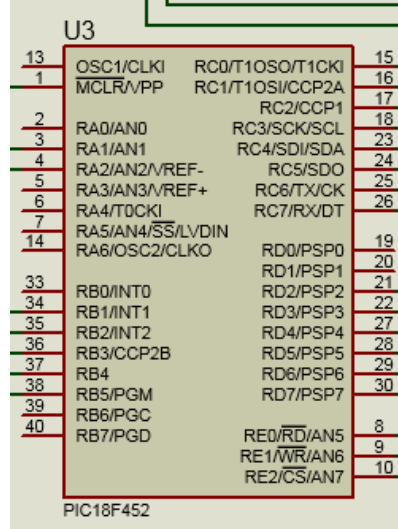 U3
13 OSC1/CLKI RC0/T1OSO/T1CKI 15
1 MCLR/VPP RC1/T1OSI/CCP2A 16
RC2/CCP1 17
2 RA0/AN0 RC3/SCK/SCL 18
3 RA1/AN1 RC4/SDI/SDA 23
4 RA2/AN2/VREF- RC5/SDO 24
5 RA3/AN3/VREF+ RC6/TX/CK 25
6 RA4/T0CKI RC7/RX/DT 26
7 RA5/AN4/SS/LVDIN
14 RA6/OSC2/CLKO RD0/PSP0 19
RD1/PSP1 20
33 RB0/INT0 RD2/PSP2 21
34 RB1/INT1 RD3/PSP3 22
35 RB2/INT2 RD4/PSP4 27
36 RB3/CCP2B RD5/PSP5 28
37 RB4 RD6/PSP6 29
38 RB5/PGM RD7/PSP7 30
39 RB6/PGC
40 RB7/PGD RE0/RD/AN5 8
RE1/WR/AN6 9
RE2/CS/AN7 10
PIC18F452